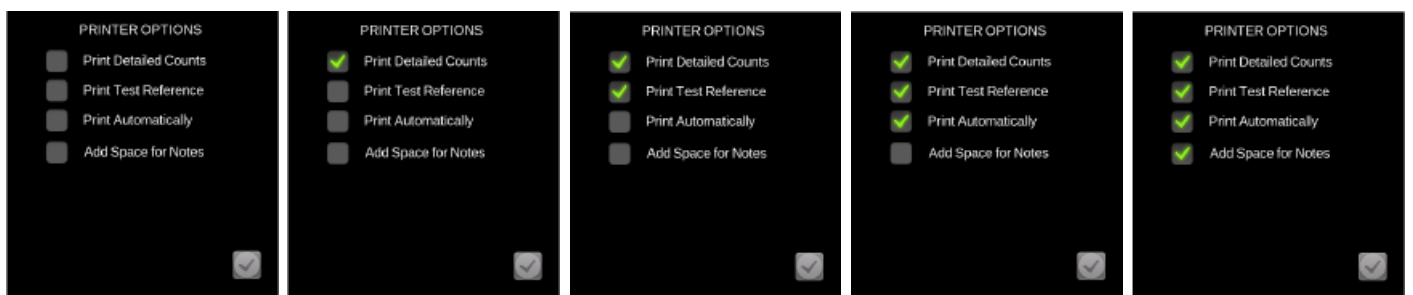 PRINTER OPTIONS
Print Detailed Counts
Print Test Reference
Print Automatically
Add Space for Notes
PRINTER OPTIONS
Print Detailed Counts
Print Test Reference
Print Automatically
Add Space for Notes
PRINTER OPTIONS
Print Detailed Counts
Print Test Reference
Print Automatically
Add Space for Notes
PRINTER OPTIONS
Print Detailed Counts
Print Test Reference
Print Automatically
Add Space for Notes
PRINTER OPTIONS
Print Detailed Counts
Print Test Reference
Print Automatically
Add Space for Notes